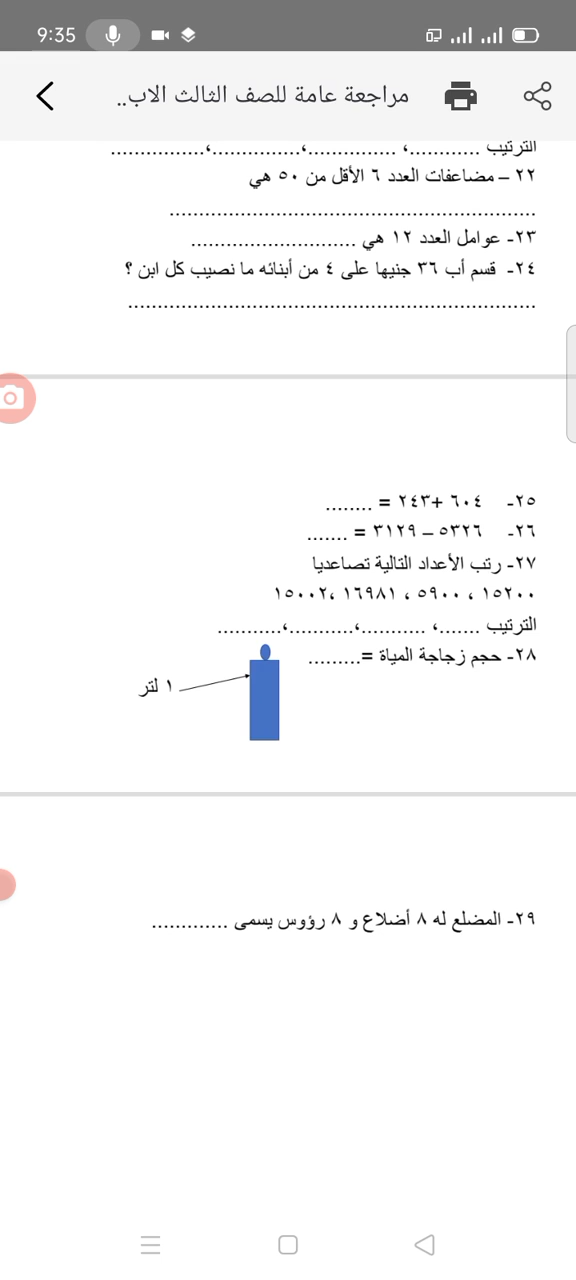 9:35
مراجعة عامة للصف الثالث الاب..
الترتيب ............، ...............،...............،................
٢٢ – مضاعفات العدد ٦ الأقل من ٥٠ هي
................................................................
٢٣- عوامل العدد ١٢ هي ............................
٢٤- قسم أب ٣٦ جنيها على ٤ من أبنائه ما نصيب كل ابن ؟
.......................................................................
٢٥- ٦٠٤ +٢٤٣ = ........
٢٦- ٥٣٢٦ – ٣١٢٩ = .......
٢٧- رتب الأعداد التالية تصاعديا
١٥٢٠٠ ، ٥٩٠٠ ، ١٦٩٨١ ،١٥٠٠٢
الترتيب .......، ...........،...........،...........
٢٨- حجم زجاجة المياة =.........
١ لتر
٢٩- المضلع له ٨ أضلاع و ٨ رؤوس يسمى .............